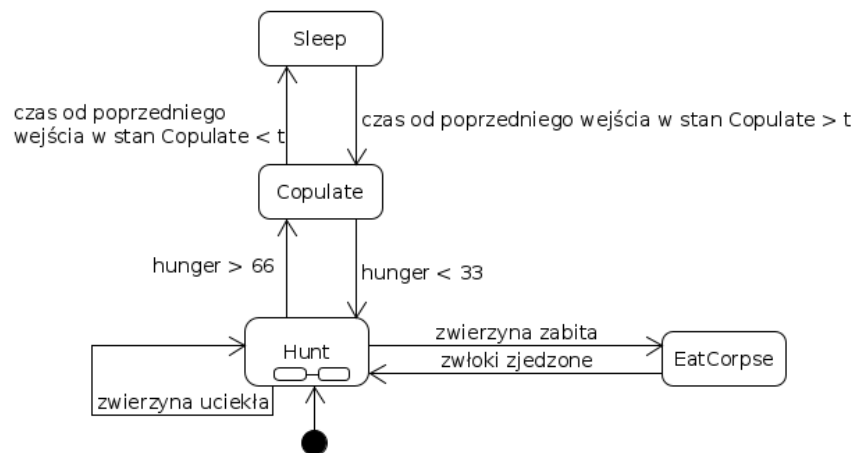 Sleep
czas od poprzedniego
wejścia w stan Copulate < t
czas od poprzedniego wejścia w stan Copulate > t
Copulate
hunger > 66
hunger < 33
Hunt
zwierzyna zabita
zwłoki zjedzone
EatCorpse
zwierzyna uciekła